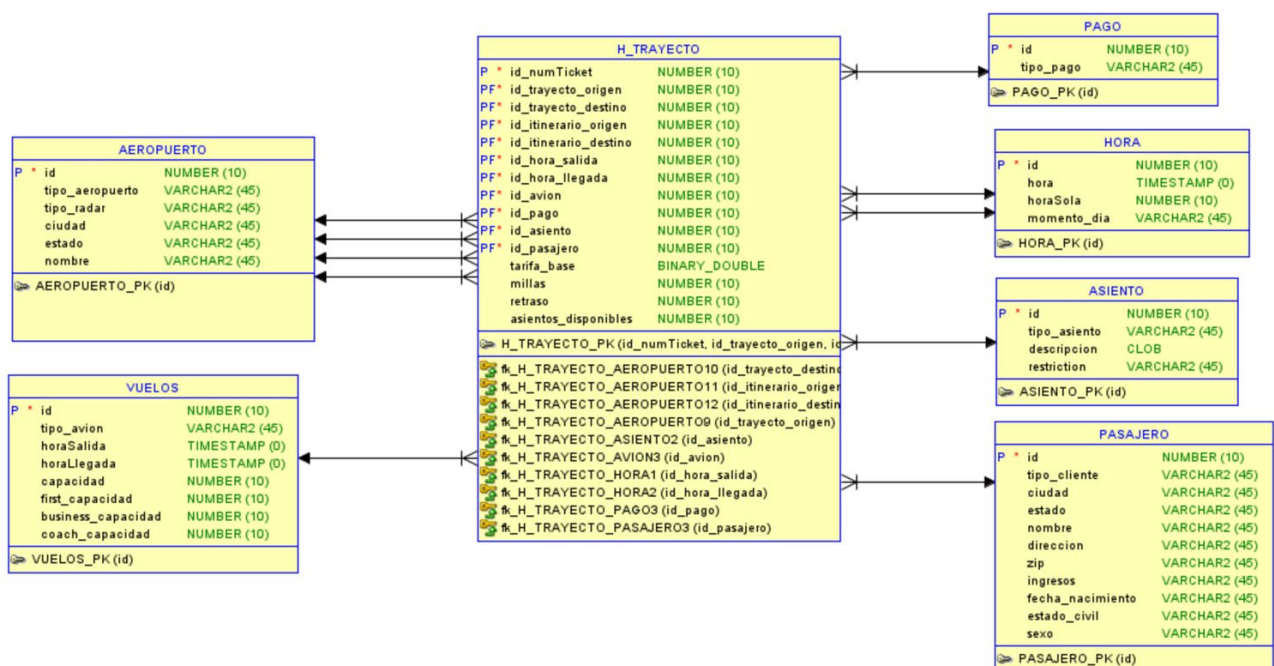 AEROPUERTO
P * id NUMBER (10)
tipo_aeropuerto VARCHAR2 (45)
tipo_radar VARCHAR2 (45)
ciudad VARCHAR2 (45)
estado VARCHAR2 (45)
nombre VARCHAR2 (45)
AEROPUERTO_PK (id)
VUELOS
P * id NUMBER (10)
tipo_avion VARCHAR2 (45)
horaSalida TIMESTAMP (0)
horaLlegada TIMESTAMP (0)
capacidad NUMBER (10)
first_capacidad NUMBER (10)
business_capacidad NUMBER (10)
coach_capacidad NUMBER (10)
VUELOS_PK (id)
H_TRAYECTO
P * id_numTicket NUMBER (10)
PF* id_trayecto_origen NUMBER (10)
PF* id_trayecto_destino NUMBER (10)
PF* id_itinerario_origen NUMBER (10)
PF* id_itinerario_destino NUMBER (10)
PF* id_hora_salida NUMBER (10)
PF* id_hora_llegada NUMBER (10)
PF* id_avion NUMBER (10)
PF* id_pago NUMBER (10)
PF* id_asiento NUMBER (10)
PF* id_pasajero NUMBER (10)
tarifa_base BINARY_DOUBLE
millas NUMBER (10)
retraso NUMBER (10)
asientos_disponibles NUMBER (10)
H_TRAYECTO_PK (id_numTicket, id_trayecto_origen, ic
fk_H_TRAYECTO_AEROPUERTO10 (id_trayecto_destinc
fk_H_TRAYECTO_AEROPUERTO11 (id_itinerario_origer
fk_H_TRAYECTO_AEROPUERTO12 (id_itinerario_destin
fk_H_TRAYECTO_AEROPUERTO9 (id_trayecto_origen)
fk_H_TRAYECTO_ASIENTO2 (id_asiento)
fk_H_TRAYECTO_AVION3 (id_avion)
fk_H_TRAYECTO_HORA1 (id_hora_salida)
fk_H_TRAYECTO_HORA2 (id_hora_llegada)
fk_H_TRAYECTO_PAGO3 (id_pago)
fk_H_TRAYECTO_PASAJERO3 (id_pasajero)
PAGO
P * id NUMBER (10)
tipo_pago VARCHAR2 (45)
PAGO_PK (id)
HORA
P * id NUMBER (10)
hora TIMESTAMP (0)
horaSola NUMBER (10)
momento_dia VARCHAR2 (45)
HORA_PK (id)
ASIENTO
P * id NUMBER (10)
tipo_asiento VARCHAR2 (45)
descripcion CLOB
restriction VARCHAR2 (45)
ASIENTO_PK (id)
PASAJERO
P * id NUMBER (10)
tipo_cliente VARCHAR2 (45)
ciudad VARCHAR2 (45)
estado VARCHAR2 (45)
nombre VARCHAR2 (45)
direccion VARCHAR2 (45)
zip VARCHAR2 (45)
ingresos VARCHAR2 (45)
fecha_nacimiento VARCHAR2 (45)
estado_civil VARCHAR2 (45)
sexo VARCHAR2 (45)
PASAJERO_PK (id)